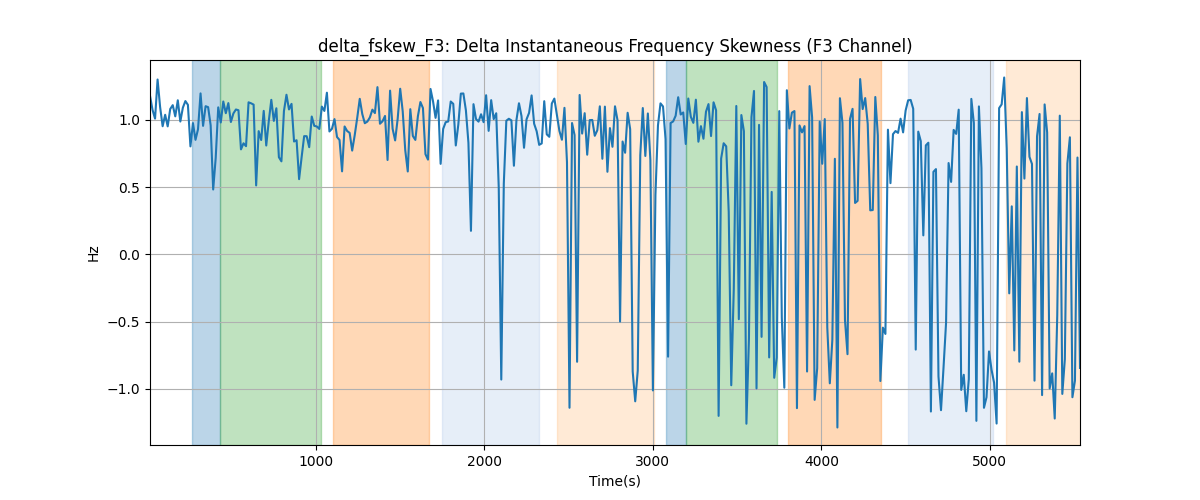 delta_fskew_F3: Delta Instantaneous Frequency Skewness (F3 Channel)
1.0
0.5
0.0
−0.5
−1.0
Hz
1000 2000 3000 4000 5000
Time(s)